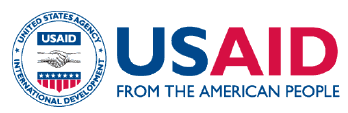 UNITED STATES AGENCY
USAID
INTERNATIONAL DEVELOPMENT
USAID
FROM THE AMERICAN PEOPLE